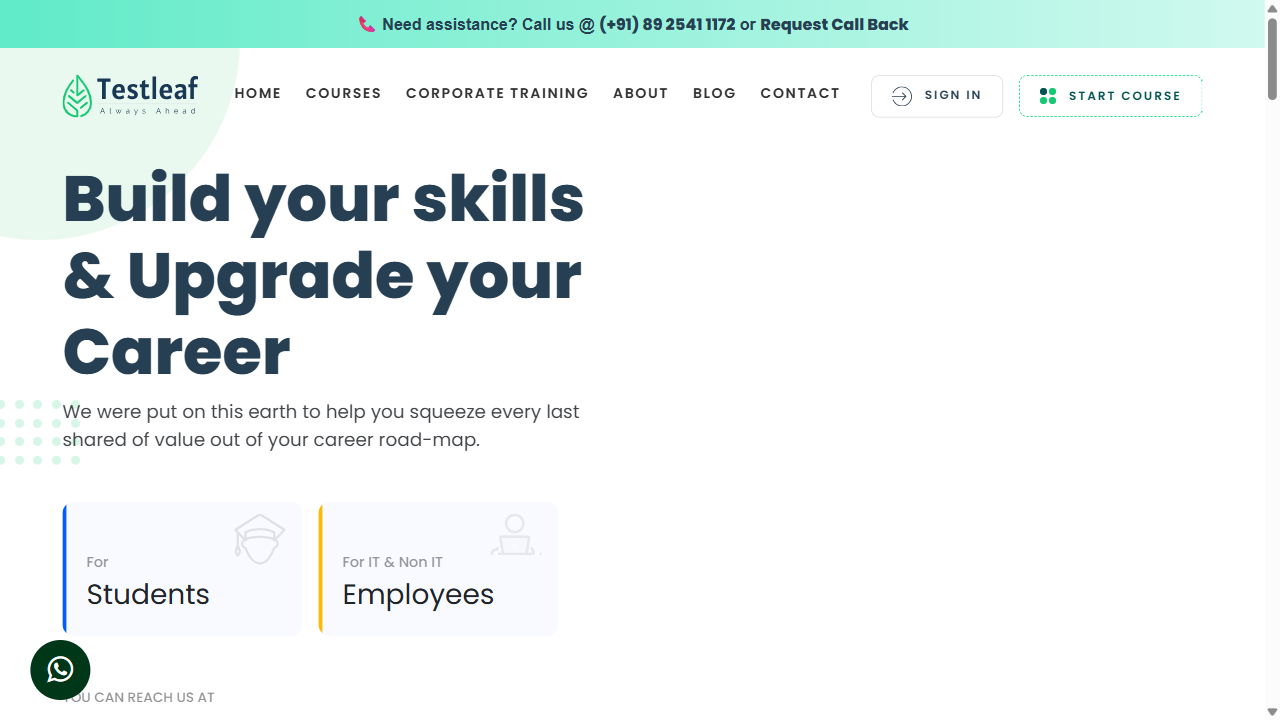 Need assistance? Call us @ (+91) 89 2541 1172 or Request Call Back
Testleaf
Always Ahead
HOME COURSES CORPORATE TRAINING ABOUT BLOG CONTACT
SIGN IN
START COURSE
Build your skills
& Upgrade your
Career
We were put on this earth to help you squeeze every last
shared of value out of your career road-map.
For
Students
For IT & Non IT
Employees
YOU CAN REACH US AT